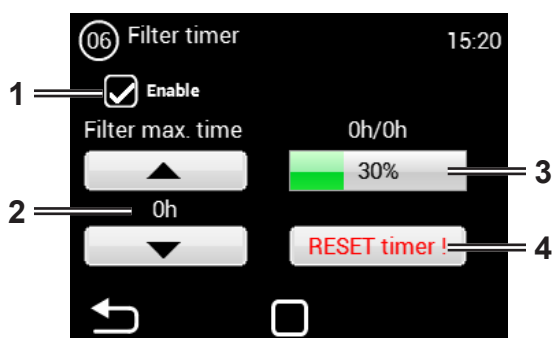 06 Filter timer 15:20
1 Enable
Filter max. time 0h/0h
30% 3
2 0h
RESET timer ! 4